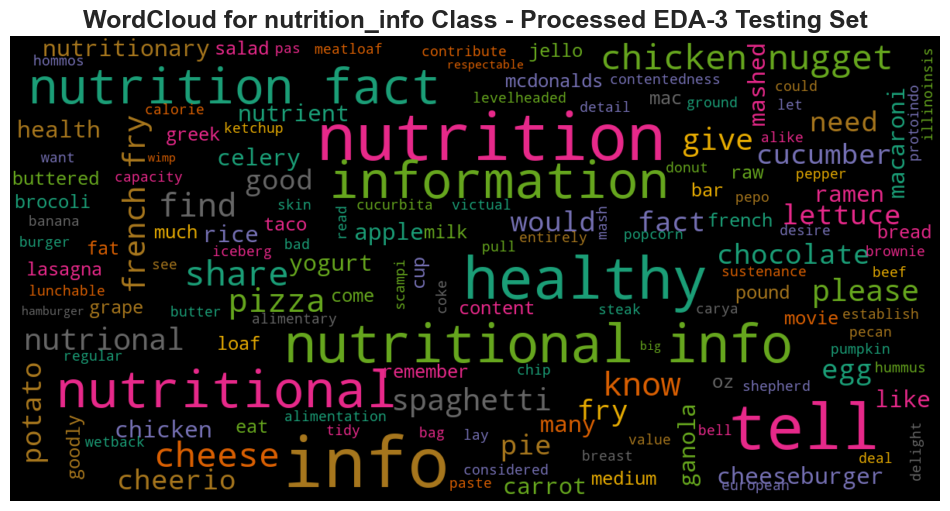 WordCloud for nutrition_info Class - Processed EDA-3 Testing Set
hommos
nutritionary
salad
pas
meatloaf
contribute
respectable
jello
chicken nugget
mashed
illinoinsis
nutrition fact
calorie
nutrient
mcdonalds
contentedness
levelheaded
detail
mac
ground
could
let
macaroni
protoindo
health
french fry
greek
ketchup
nutrition
give
alike
need
want
wimp
celery
information
donut
raw
cucumber
pepper
buttered
capacity
good
bar
pepo
ramen
brocoli
find
skin
read
cucurbita
victual
would
mash
fact
french
lettuce
banana
much
rice
taco
apple
milk
entirely
popcorn
desire
bread
burger
fat
iceberg
bad
pull
chocolate
brownie
lasagna
see
share
yogurt
scampi
cup
healthy
sustenance
beef
lunchable
pizza
come
coke
steak
carya
pound
please
hamburger
grape
butter
alimentary
content
movie
establish
pecan
nutrional
loaf
nutritional info
big
pumpkin
regular
chip
egg
hummus
potato
nutritional
remember
know
oz
shepherd
like
spaghetti
goodly
chicken
eat
alimentation
fry
many
ganola
bell
tell
wetback
tidy
bag
lay
pie
value
delight
cheese
info
considered
breast
deal
cheerio
paste
carrot
medium
cheeseburger
european